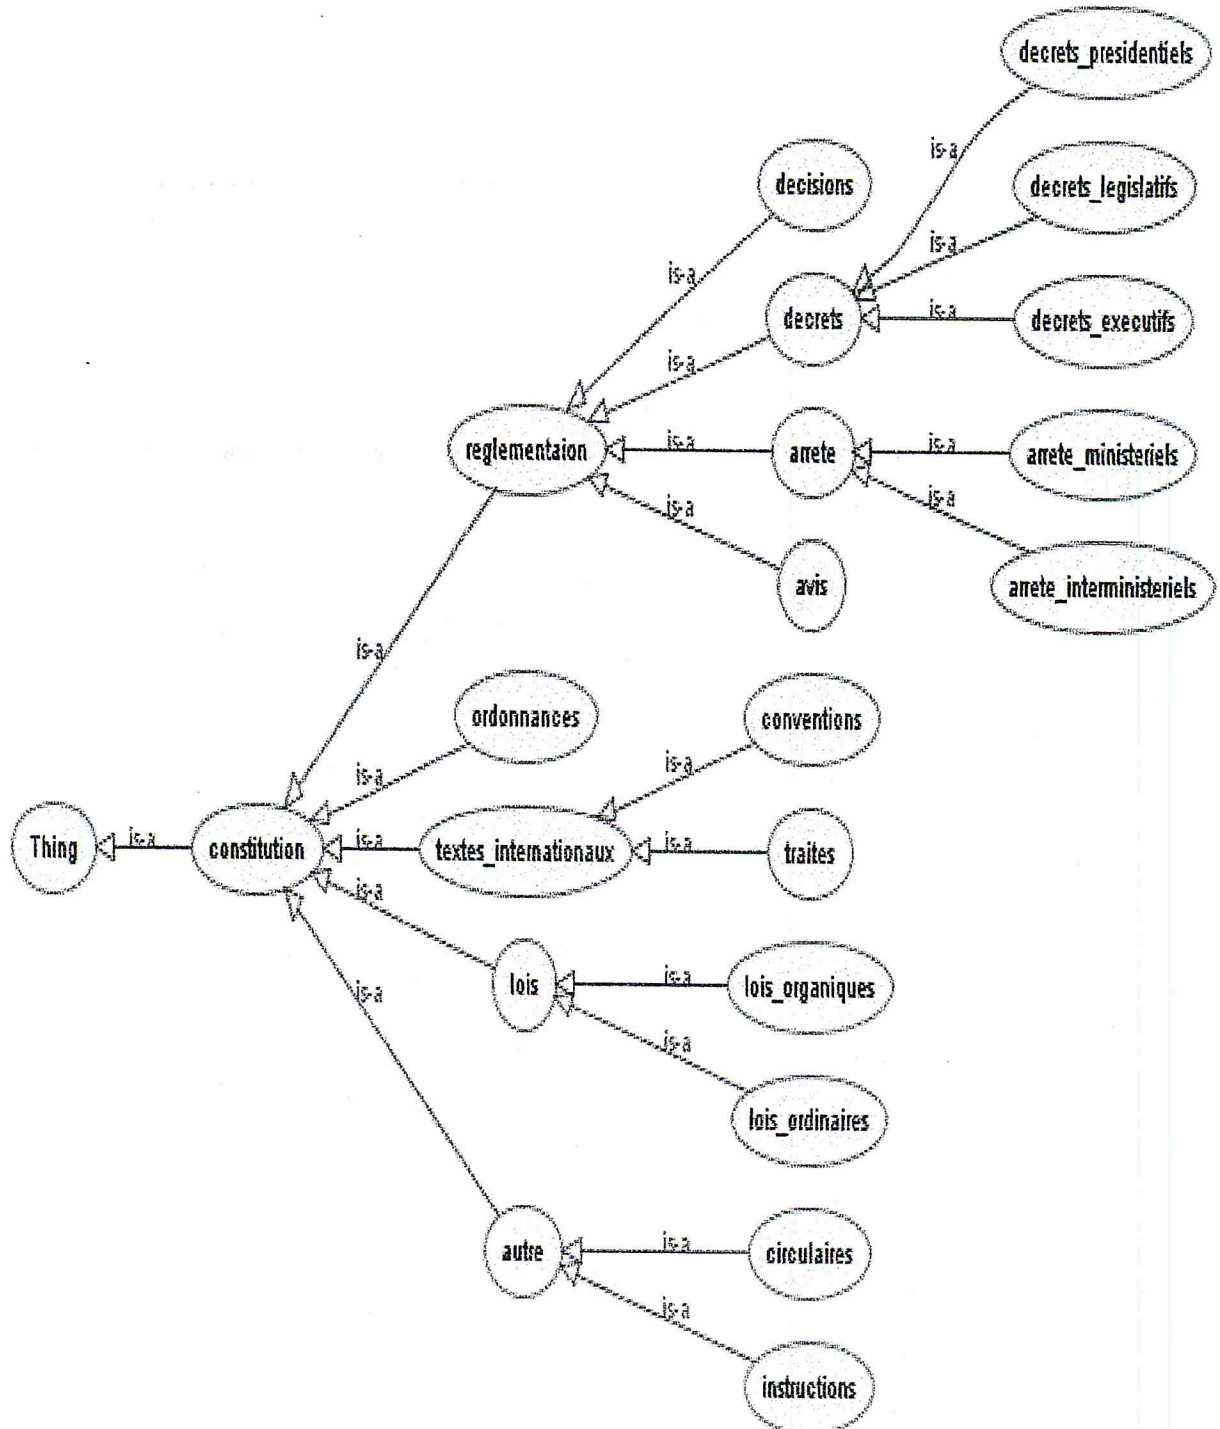 decrets_presidentiels
is-a
decisions
decrets_legislatifs
is-a
is-a
decrets
is-a
decrets_executifs
is-a
reglementaion
is-a
arrete
is-a
arrete_ministeriels
is-a
is-a
avis
arrete_interministeriels
is-a
ordonnances
conventions
is-a
is-a
Thing
is-a
constitution
is-a
textes_internationaux
is-a
traites
is-a
lois
is-a
lois_organiques
is-a
is-a
lois_ordinaires
autre
is-a
circulaires
is-a
instructions